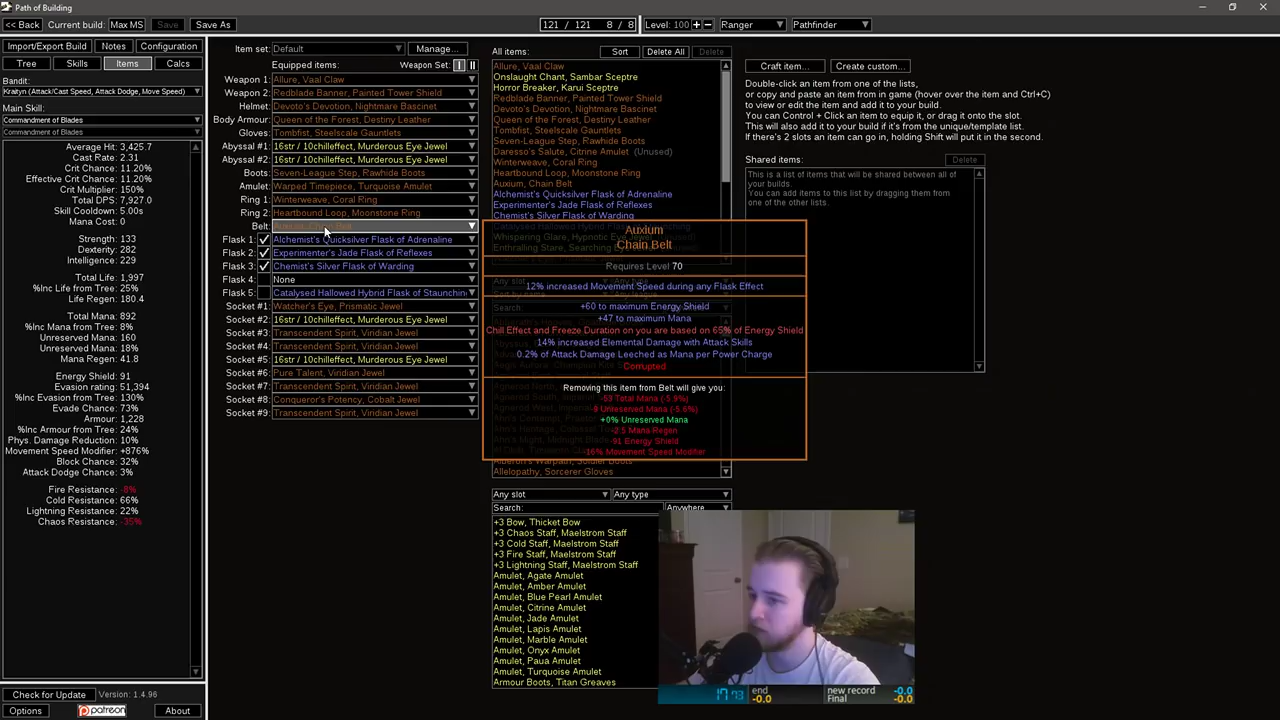 Path of Building
<< Back
Current build:
Max MS
Save
Save As
121 / 121   8 / 8
Level: 100
+
-
Ranger
Pathfinder
Import/Export Build
Notes
Configuration
Tree
Skills
Items
Calcs
Bandit:
Kraityn (Attack/Cast Speed, Attack Dodge, Move Speed)
Main Skill:
Commandment of Blades
Commandment of Blades
Average Hit: 3,425.7
Cast Rate: 2.31
Crit Chance: 11.20%
Effective Crit Chance: 11.20%
Crit Multiplier: 150%
Total DPS: 7,927.0
Skill Cooldown: 5.00s
Mana Cost: 0
Strength: 133
Dexterity: 282
Intelligence: 229
Total Life: 1,997
%Inc Life from Tree: 25%
Life Regen: 180.4
Total Mana: 892
%Inc Mana from Tree: 8%
Unreserved Mana: 160
Unreserved Mana: 18%
Mana Regen: 41.8
Energy Shield: 91
Evasion rating: 51,394
%Inc Evasion from Tree: 130%
Evade Chance: 73%
Armour: 1,228
%Inc Armour from Tree: 24%
Phys. Damage Reduction: 10%
Movement Speed Modifier: +876%
Block Chance: 32%
Attack Dodge Chance: 3%
Fire Resistance: -8%
Cold Resistance: 66%
Lightning Resistance: 22%
Chaos Resistance: -35%
Check for Update
Version: 1.4.96
Options
patreon
About
Item set:
Default
Manage...
Equipped items:
Weapon Set:
I
II
Weapon 1: Allure, Vaal Claw
Weapon 2: Redblade Banner, Painted Tower Shield
Helmet: Devoto's Devotion, Nightmare Bascinet
Body Armour: Queen of the Forest, Destiny Leather
Gloves: Tombfist, Steelscale Gauntlets
Abyssal #1: 16str / 10chilleffect, Murderous Eye Jewel
Abyssal #2: 16str / 10chilleffect, Murderous Eye Jewel
Boots: Seven-League Step, Rawhide Boots
Amulet: Warped Timepiece, Turquoise Amulet
Ring 1: Winterweave, Coral Ring
Ring 2: Heartbound Loop, Moonstone Ring
Belt: Auxium, Chain Belt
Flask 1: Alchemist's Quicksilver Flask of Adrenaline
Flask 2: Experimenter's Jade Flask of Reflexes
Flask 3: Chemist's Silver Flask of Warding
Flask 4: None
Flask 5: Catalysed Hallowed Hybrid Flask of Staunchin
Socket #1: Watcher's Eye, Prismatic Jewel
Socket #2: 16str / 10chilleffect, Murderous Eye Jewel
Socket #3: Transcendent Spirit, Viridian Jewel
Socket #4: Transcendent Spirit, Viridian Jewel
Socket #5: 16str / 10chilleffect, Murderous Eye Jewel
Socket #6: Pure Talent, Viridian Jewel
Socket #7: Transcendent Spirit, Viridian Jewel
Socket #8: Conqueror's Potency, Cobalt Jewel
Socket #9: Transcendent Spirit, Viridian Jewel
All items:
Sort
Delete All
Delete
Allure, Vaal Claw
Onslaught Chant, Sambar Sceptre
Horror Breaker, Karui Sceptre
Redblade Banner, Painted Tower Shield
Devoto's Devotion, Nightmare Bascinet
Queen of the Forest, Destiny Leather
Tombfist, Steelscale Gauntlets
Seven-League Step, Rawhide Boots
Daresso's Salute, Citrine Amulet (Unused)
Winterweave, Coral Ring
Heartbound Loop, Moonstone Ring
Auxium, Chain Belt
Alchemist's Quicksilver Flask of Adrenaline
Experimenter's Jade Flask of Reflexes
Chemist's Silver Flask of Warding
Auxium
Chain Belt
Requires Level 70
12% increased Movement Speed during any Flask Effect
+60 to maximum Energy Shield
+47 to maximum Mana
Chill Effect and Freeze Duration on you are based on 65% of Energy Shield
14% increased Elemental Damage with Attack Skills
0.2% of Attack Damage Leeched as Mana per Power Charge
Corrupted
Removing this item from Belt will give you:
-53 Total Mana (-5.9%)
-9 Unreserved Mana (-5.6%)
+0% Unreserved Mana
-2.5 Mana Regen
-91 Energy Shield
-16% Movement Speed Modifier
Alberon's Warpath, Soldier Boots
Allelopathy, Sorcerer Gloves
Any slot
Any type
Search:
Anywhere
+3 Bow, Thicket Bow
+3 Chaos Staff, Maelstrom Staff
+3 Cold Staff, Maelstrom Staff
+3 Fire Staff, Maelstrom Staff
+3 Lightning Staff, Maelstrom Staff
Amulet, Agate Amulet
Amulet, Amber Amulet
Amulet, Blue Pearl Amulet
Amulet, Citrine Amulet
Amulet, Coral Amulet
Amulet, Jade Amulet
Amulet, Lapis Amulet
Amulet, Marble Amulet
Amulet, Onyx Amulet
Amulet, Paua Amulet
Amulet, Turquoise Amulet
Armour Boots, Titan Greaves
Craft item...
Create custom...
Double-click an item from one of the lists,
or copy and paste an item from in game (hover over the item and Ctrl+C)
to view or edit the item and add it to your build.
You can Control + Click an item to equip it, or drag it onto the slot.
This will also add it to your build if it's from the unique/template list.
If there's 2 slots an item can go in, holding Shift will put it in the second.
Shared items:
Delete
This is a list of items that will be shared between all of
your builds.
You can add items to this list by dragging them from
one of the other lists.
end
-0.0
new record
-0.0
Final
-0.0